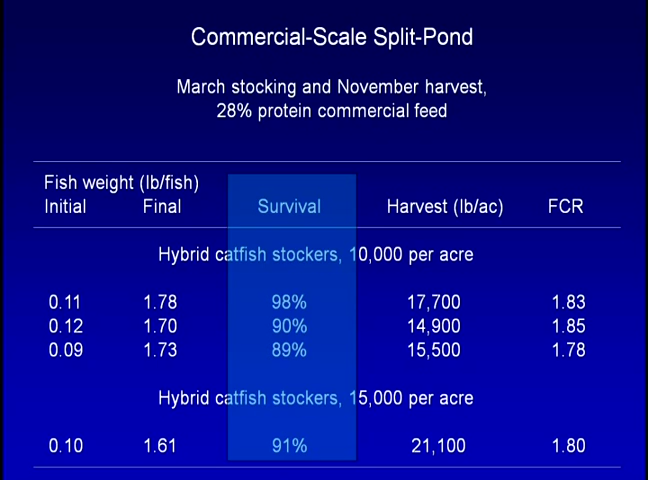 Commercial-Scale Split-Pond
March stocking and November harvest,
28% protein commercial feed
Fish weight (lb/fish)
Initial Final Survival Harvest (lb/ac) FCR
Hybrid catfish stockers, 10,000 per acre
0.11 1.78 98% 17,700 1.83
0.12 1.70 90% 14,900 1.85
0.09 1.73 89% 15,500 1.78
Hybrid catfish stockers, 15,000 per acre
0.10 1.61 91% 21,100 1.80